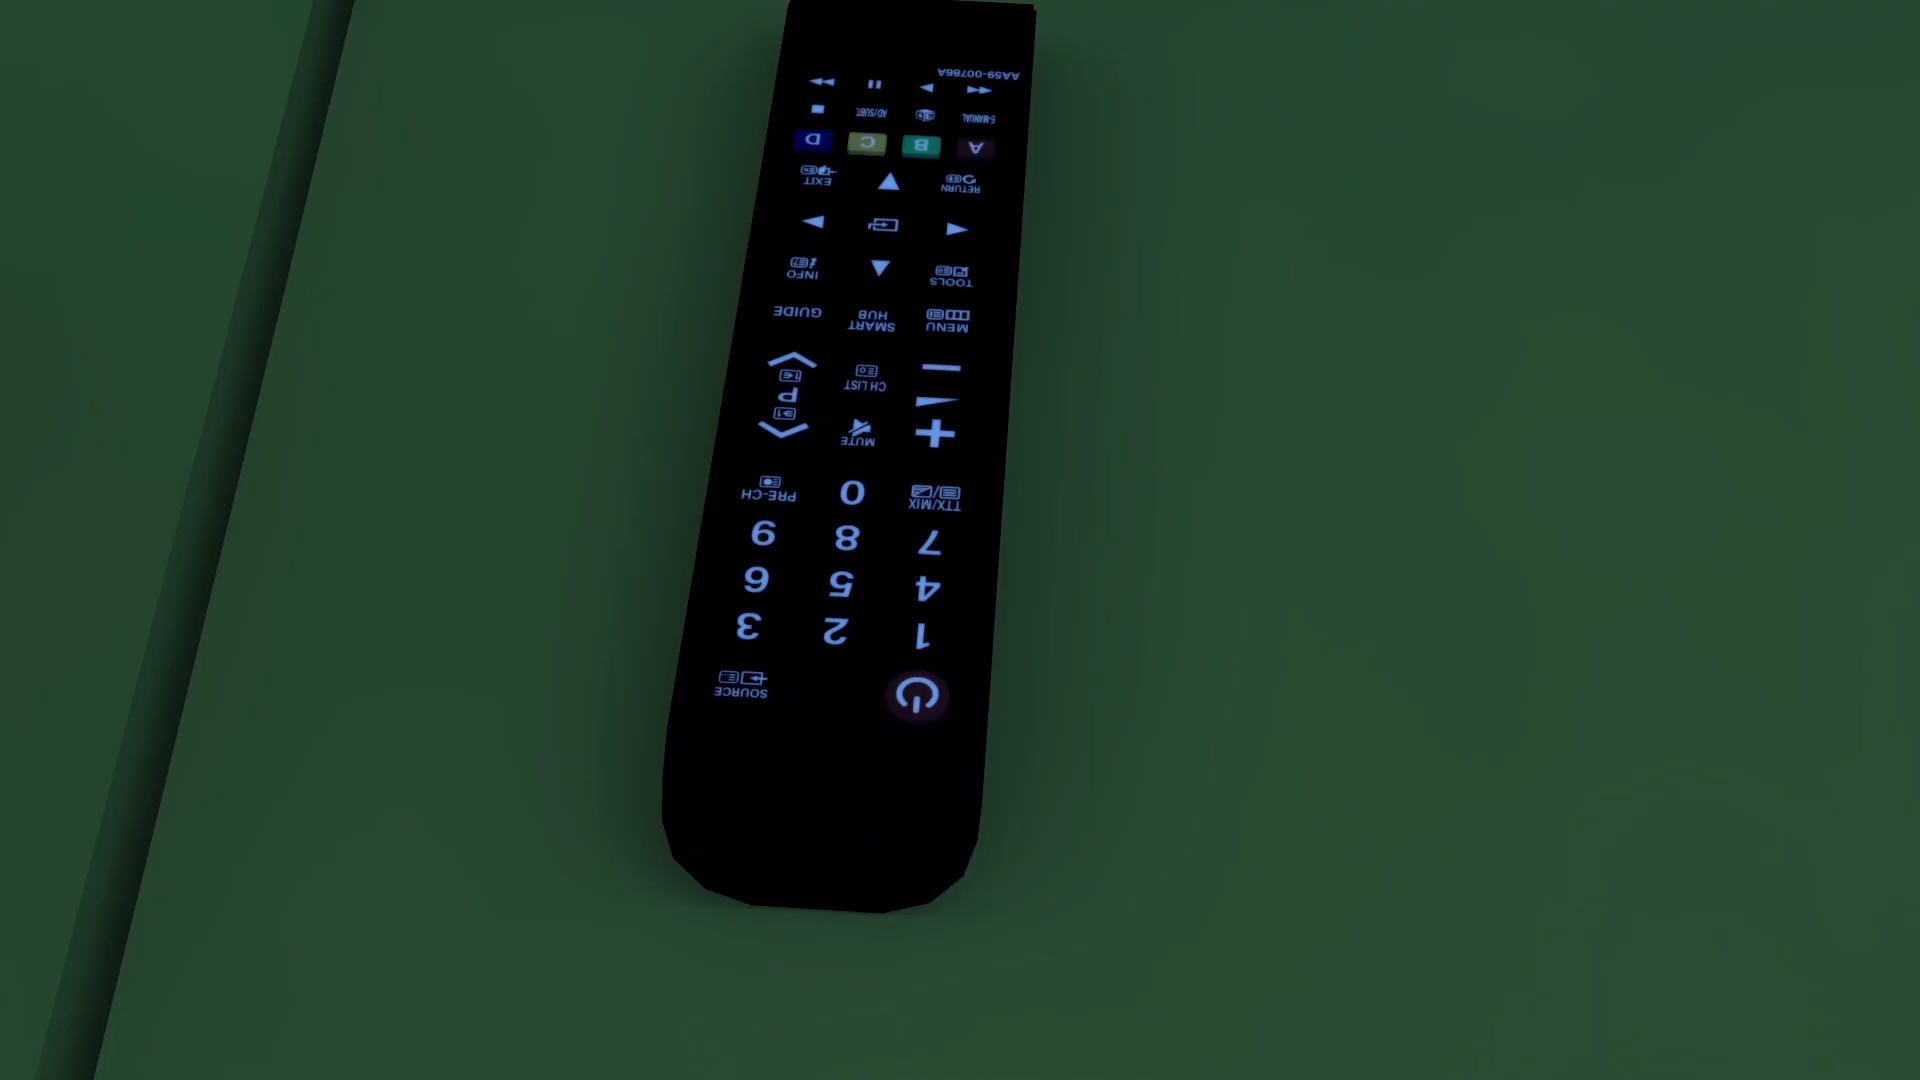 SOURCE
1 2 3
4 5 6
7 8 9
TTX/MIX 0 PRE-CH
MUTE
P
CH LIST
MENU SMART HUB GUIDE
TOOLS INFO
RETURN EXIT
A B C D
E-MANUAL AD/SUBT.
AA59-00786A